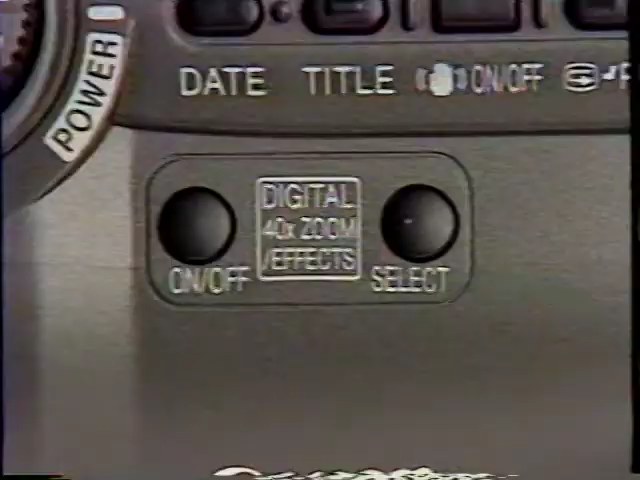 POWER
DATE TITLE ON/OFF
DIGITAL
40x ZOOM
/EFFECTS
ON/OFF SELECT